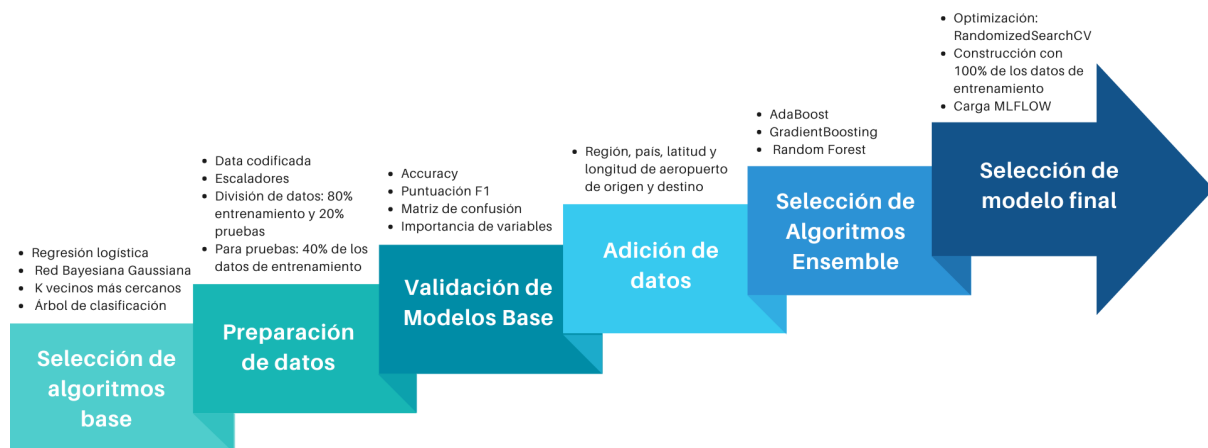 • Regresión logística
• Red Bayesiana Gaussiana
• K vecinos más cercanos
• Árbol de clasificación
Selección de
algoritmos
base
• Data codificada
• Escaladores
• División de datos: 80%
entrenamiento y 20%
pruebas
• Para pruebas: 40% de los
datos de entrenamiento
Preparación
de datos
• Accuracy
• Puntuación F1
• Matriz de confusión
• Importancia de variables
Validación de
Modelos Base
• Región, país, latitud y
longitud de aeropuerto
de origen y destino
Adición de
datos
• AdaBoost
• GradientBoosting
• Random Forest
Selección de
Algoritmos
Ensemble
• Optimización:
RandomizedSearchCV
• Construcción con
100% de los datos de
entrenamiento
• Carga MLFLOW
Selección de
modelo final